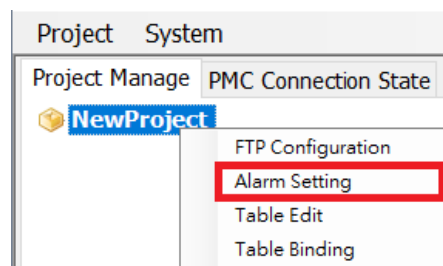 Project System
Project Manage PMC Connection State
NewProject
FTP Configuration
Alarm Setting
Table Edit
Table Binding